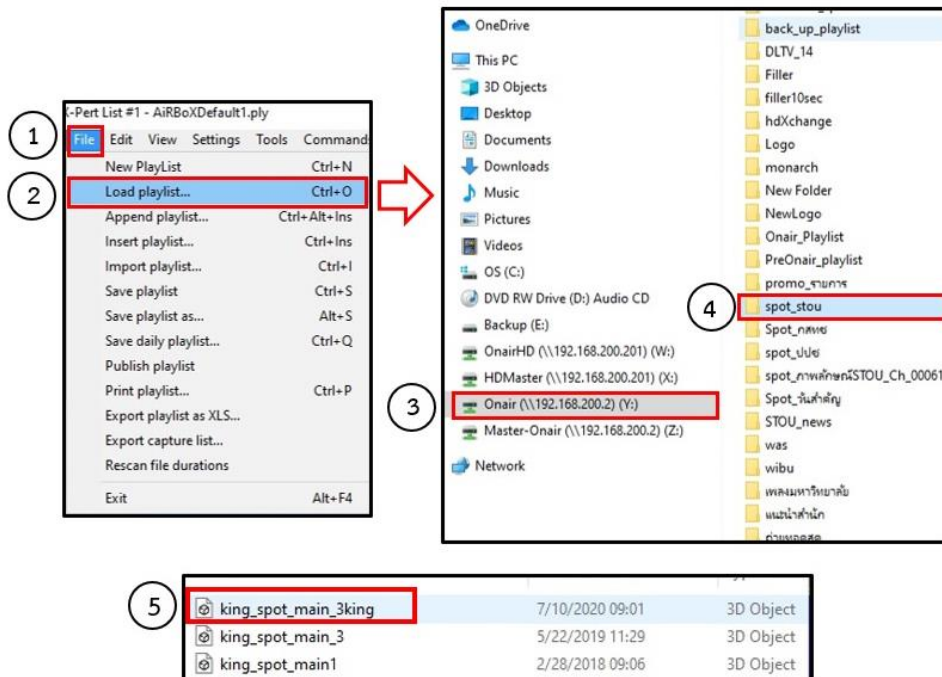 -Pert List #1 - AiRBoXDefault1.ply
1
File Edit View Settings Tools Command
New PlayList Ctrl+N
2
Load playlist... Ctrl+O
Append playlist... Ctrl+Alt+Ins
Insert playlist... Ctrl+Ins
Import playlist... Ctrl+I
Save playlist Ctrl+S
Save playlist as... Alt+S
Save daily playlist... Ctrl+Q
Publish playlist
Print playlist... Ctrl+P
Export playlist as XLS...
Export capture list...
Rescan file durations
Exit Alt+F4
OneDrive
This PC
3D Objects
Desktop
Documents
Downloads
Music
Pictures
Videos
OS (C:)
DVD RW Drive (D:) Audio CD
Backup (E:)
OnairHD (\\192.168.200.201) (W:)
HDMaster (\\192.168.200.201) (X:)
3
Onair (\\192.168.200.2) (Y:)
Master-Onair (\\192.168.200.2) (Z:)
Network
back_up_playlist
DLTV_14
Filler
filler10sec
hdXchange
Logo
monarch
New Folder
NewLogo
Onair_Playlist
PreOnair_playlist
promo_รายการ
4
spot_stou
Spot_กสทช
spot_ปปช
spot_ภาพลักษณ์STOU_Ch_00061
Spot_วันสำคัญ
STOU_news
was
wibu
เพลงมหาวิทยาลัย
แนะนำสำนัก
ถ่ายทอดสด
5
king_spot_main_3king 7/10/2020 09:01 3D Object
king_spot_main_3 5/22/2019 11:29 3D Object
king_spot_main1 2/28/2018 09:06 3D Object